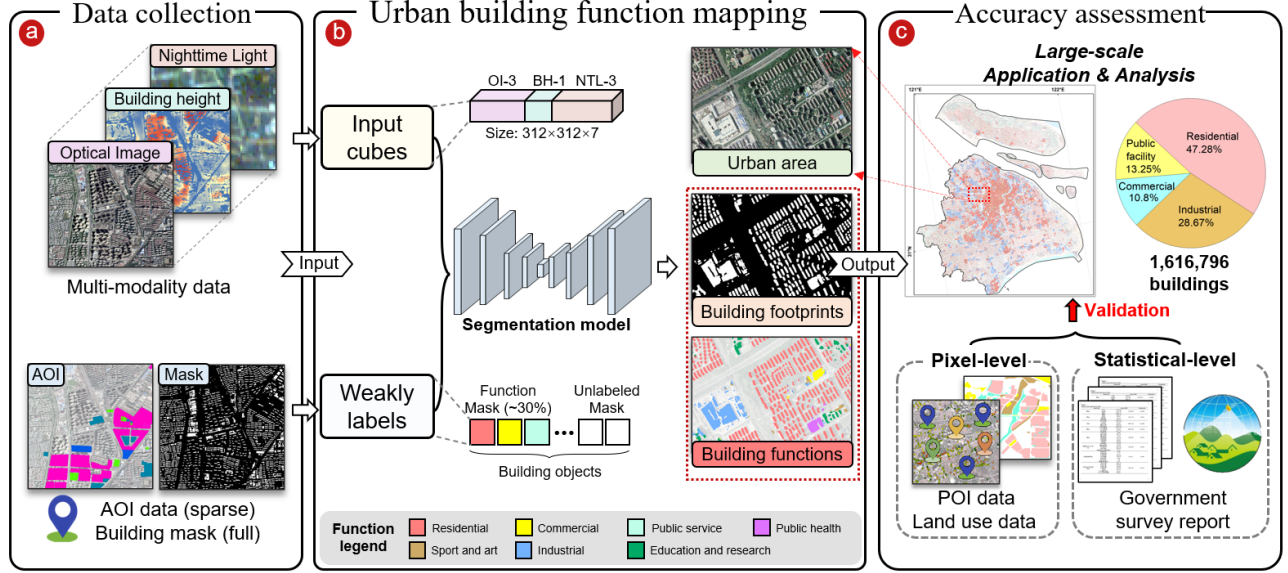 Data collection
a
Nighttime Light
Building height
Optical Image
Multi-modality data
AOI
Mask
AOI data (sparse)
Building mask (full)
Input
Urban building function mapping
b
Input
cubes
OI-3 BH-1 NTL-3
Size: 312×312×7
Segmentation model
Weakly
labels
Function
Mask (~30%)
Unlabeled
Mask
Building objects
Urban area
Building footprints
Building functions
Function
legend
Residential
Commercial
Public service
Public health
Sport and art
Industrial
Education and research
Output
Accuracy assessment
c
Large-scale
Application & Analysis
121°E
122°E
31°N
Residential
47.28%
Public
facility
13.25%
Commercial
10.8%
Industrial
28.67%
1,616,796
buildings
Validation
Pixel-level
POI data
Land use data
Statistical-level
Government
survey report